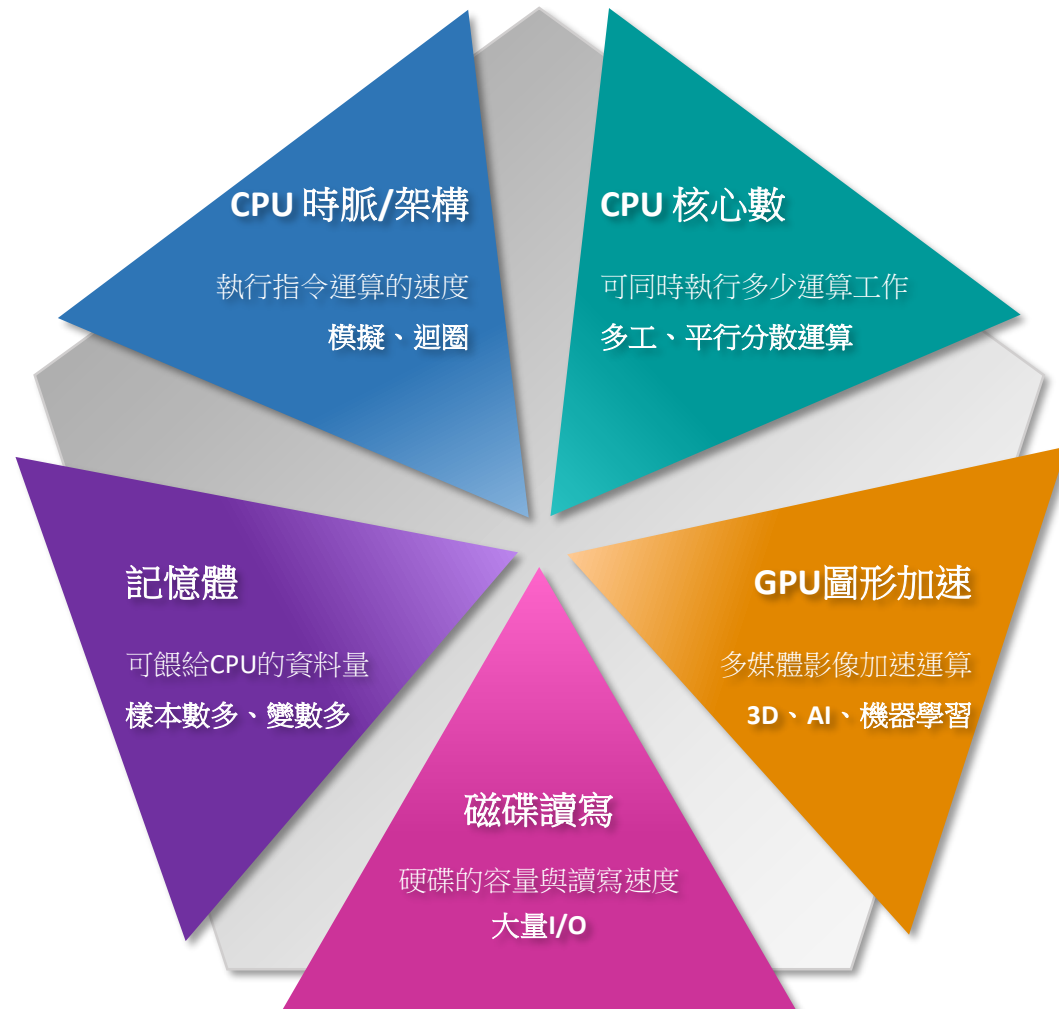 CPU 時脈/架構
執行指令運算的速度
模擬、迴圈
CPU 核心數
可同時執行多少運算工作
多工、平行分散運算
記憶體
可餵給CPU的資料量
樣本數多、變數多
GPU圖形加速
多媒體影像加速運算
3D、AI、機器學習
磁碟讀寫
硬碟的容量與讀寫速度
大量I/O